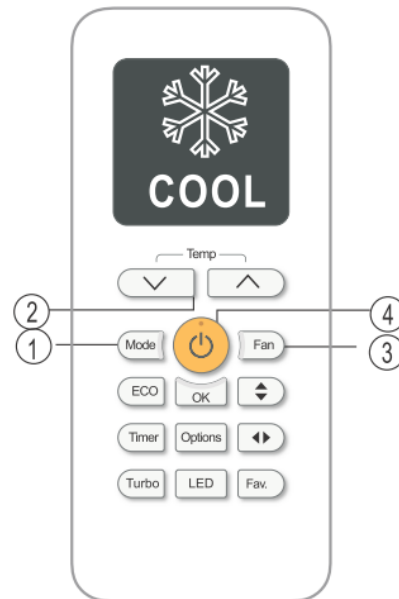 COOL
Temp
2
4
1
Mode
Fan
3
ECO
OK
Timer
Options
Turbo
LED
Fav.